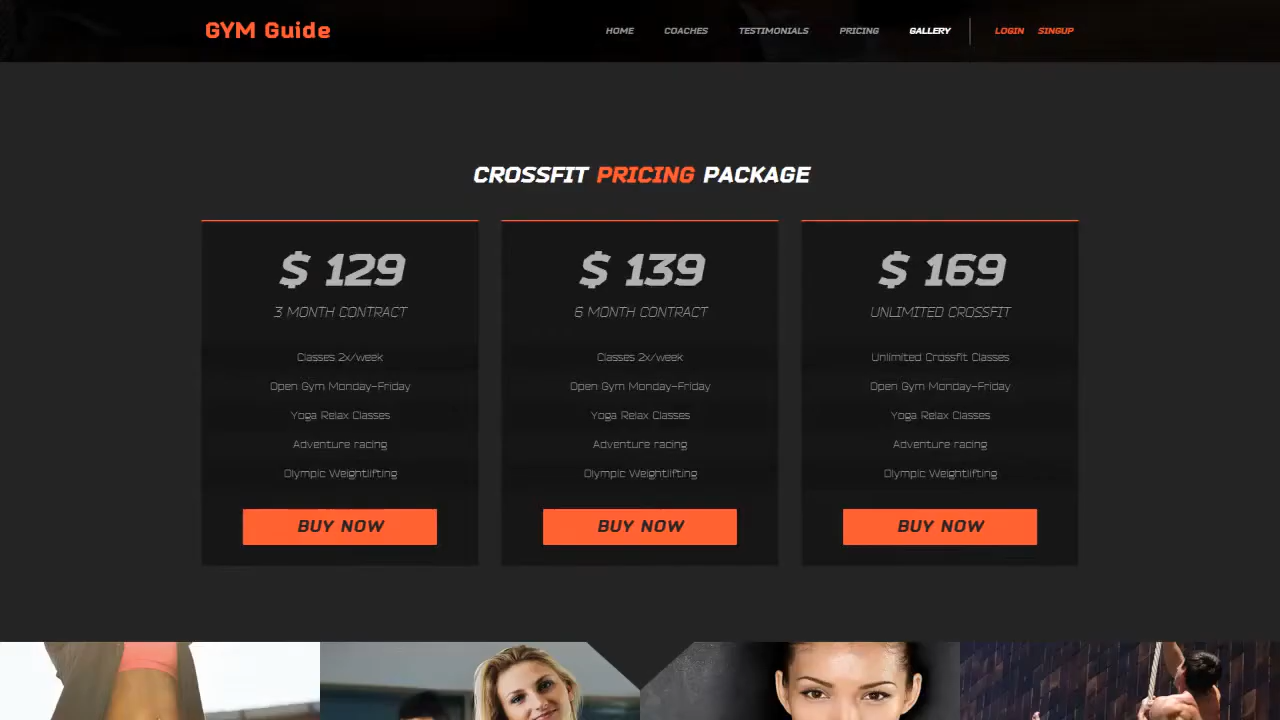 GYM Guide
HOME COACHES TESTIMONIALS PRICING GALLERY LOGIN SINGUP
CROSSFIT PRICING PACKAGE
$ 129
3 MONTH CONTRACT
Classes 2x/week
Open Gym Monday-Friday
Yoga Relax Classes
Adventure racing
Olympic Weightlifting
BUY NOW
$ 139
6 MONTH CONTRACT
Classes 2x/week
Open Gym Monday-Friday
Yoga Relax Classes
Adventure racing
Olympic Weightlifting
BUY NOW
$ 169
UNLIMITED CROSSFIT
Unlimited Crossfit Classes
Open Gym Monday-Friday
Yoga Relax Classes
Adventure racing
Olympic Weightlifting
BUY NOW